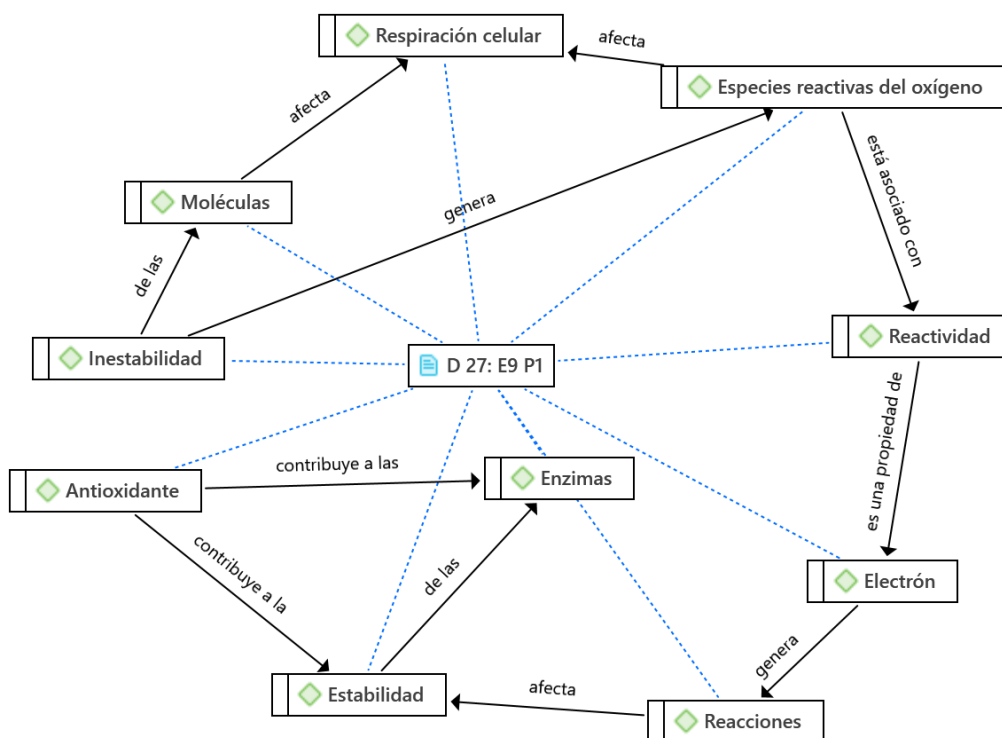 Respiración celular
afecta
Especies reactivas del oxígeno
afecta
está asociado con
Moléculas
genera
de las
Inestabilidad
D 27: E9 P1
Reactividad
es una propiedad de
Antioxidante
contribuye a las
Enzimas
contribuye a la
de las
Electrón
genera
Estabilidad
afecta
Reacciones